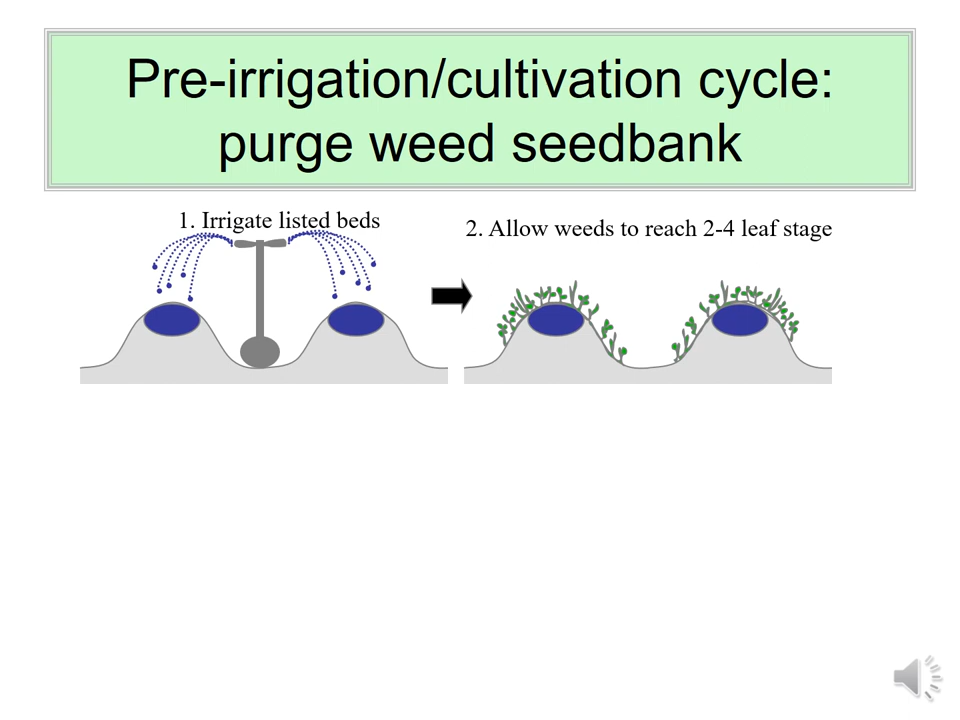 Pre-irrigation/cultivation cycle:
purge weed seedbank
1. Irrigate listed beds
2. Allow weeds to reach 2-4 leaf stage